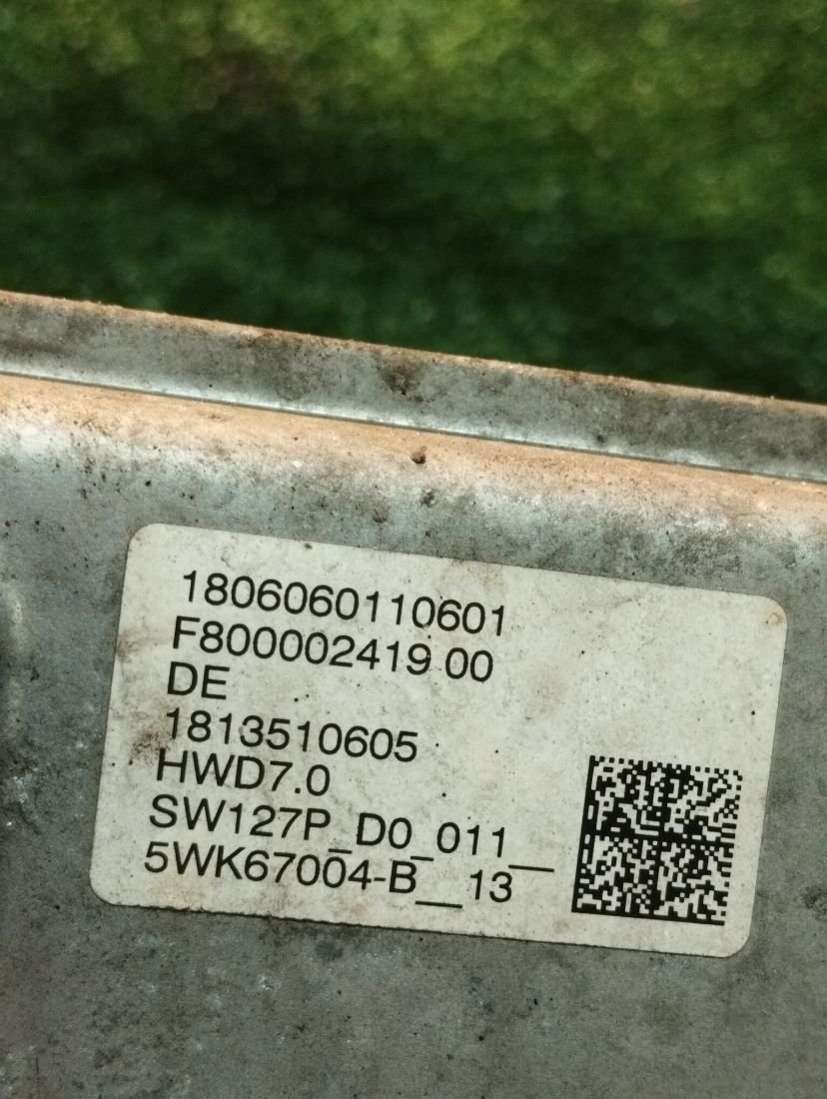 1806060110601
F800002419 00
DE
1813510605
HWD7.0
SW127P_D0_011__
5WK67004-B__13